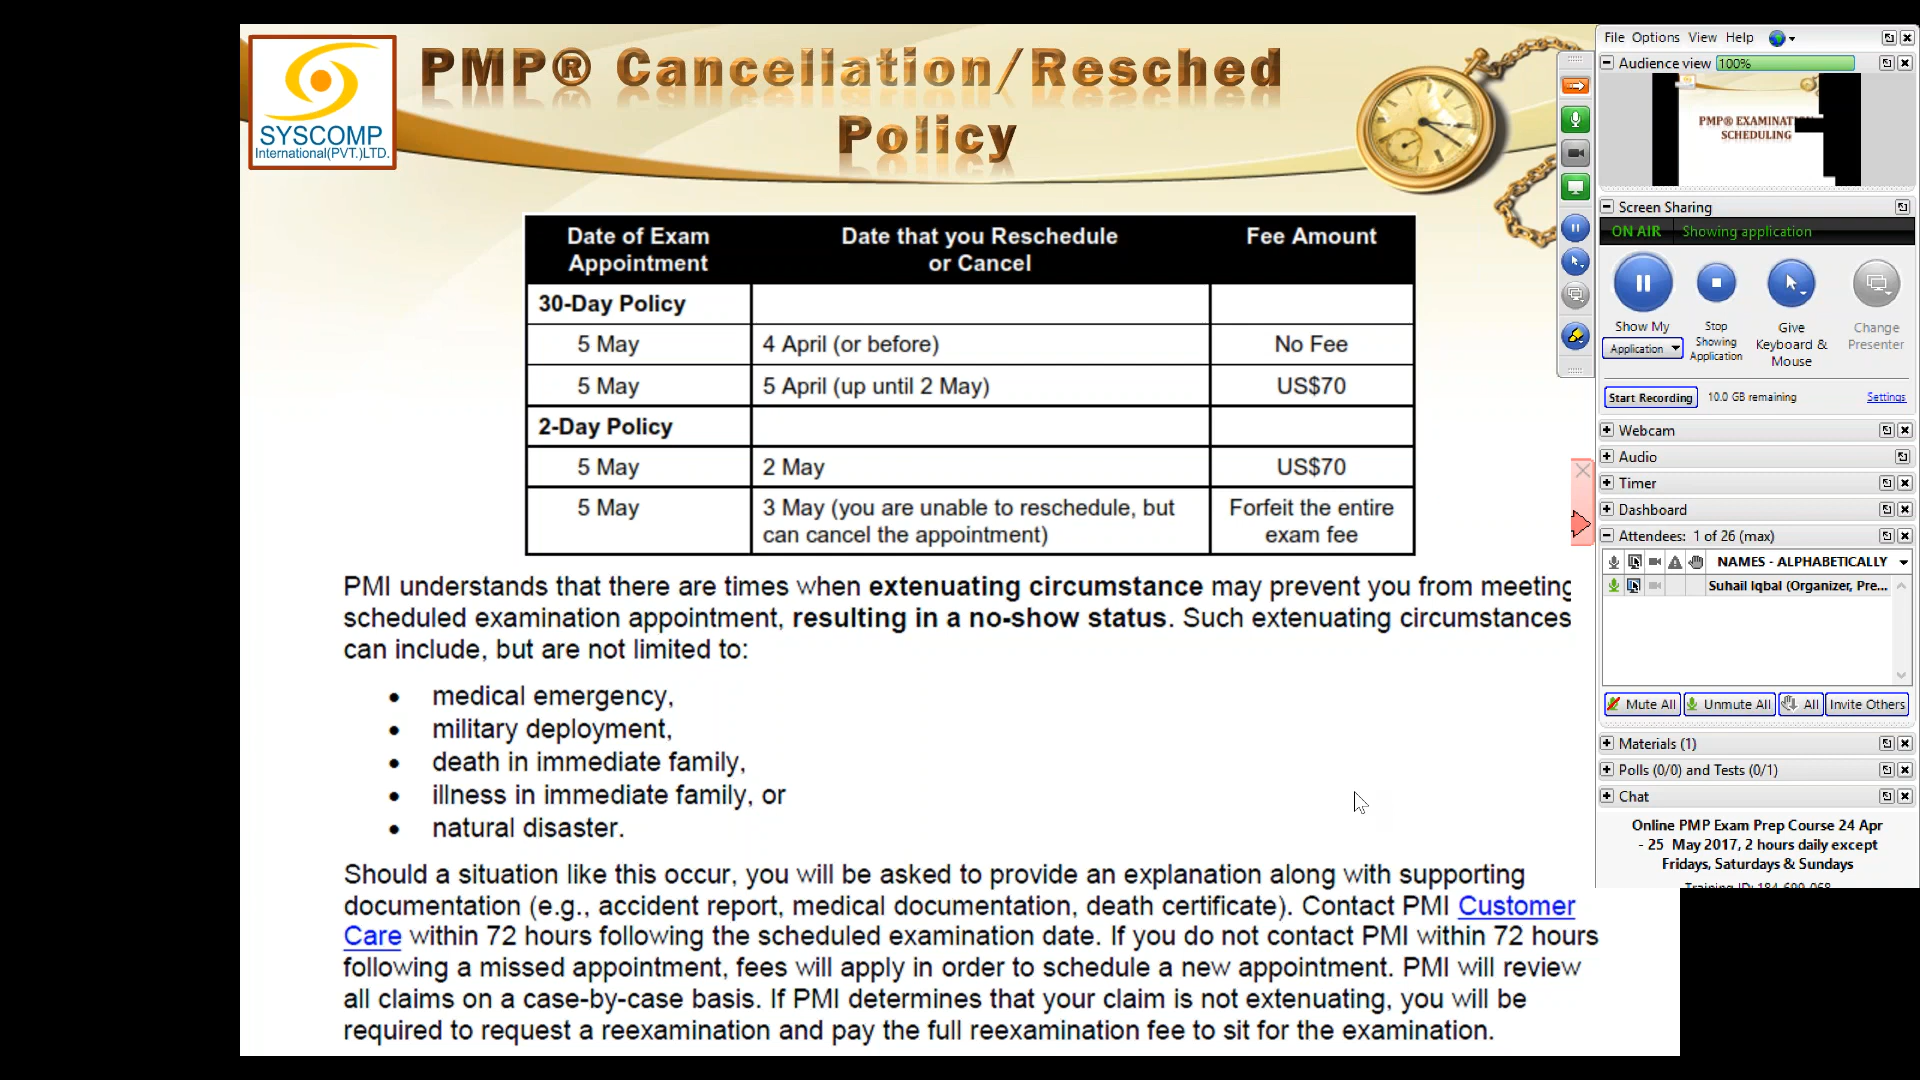 PMP® Cancellation/Resched
Policy
SYSCOMP
International(PVT.)LTD.
Date of Exam Appointment | Date that you Reschedule or Cancel | Fee Amount
30-Day Policy
5 May | 4 April (or before) | No Fee
5 May | 5 April (up until 2 May) | US$70
2-Day Policy
5 May | 2 May | US$70
5 May | 3 May (you are unable to reschedule, but can cancel the appointment) | Forfeit the entire exam fee
PMI understands that there are times when extenuating circumstance may prevent you from meeting
scheduled examination appointment, resulting in a no-show status. Such extenuating circumstances
can include, but are not limited to:
• medical emergency,
• military deployment,
• death in immediate family,
• illness in immediate family, or
• natural disaster.
Should a situation like this occur, you will be asked to provide an explanation along with supporting
documentation (e.g., accident report, medical documentation, death certificate). Contact PMI Customer
Care within 72 hours following the scheduled examination date. If you do not contact PMI within 72 hours
following a missed appointment, fees will apply in order to schedule a new appointment. PMI will review
all claims on a case-by-case basis. If PMI determines that your claim is not extenuating, you will be
required to request a reexamination and pay the full reexamination fee to sit for the examination.
File Options View Help
Audience view 100%
PMP® EXAMINATION
SCHEDULING
Screen Sharing
ON AIR Showing application
Show My
Application
Stop
Showing
Application
Give
Keyboard &
Mouse
Change
Presenter
Start Recording 10.0 GB remaining Settings
Webcam
Audio
Timer
Dashboard
Attendees: 1 of 26 (max)
NAMES - ALPHABETICALLY
Suhail Iqbal (Organizer, Pre...
Mute All Unmute All All Invite Others
Materials (1)
Polls (0/0) and Tests (0/1)
Chat
Online PMP Exam Prep Course 24 Apr
- 25 May 2017, 2 hours daily except
Fridays, Saturdays & Sundays
Training ID: 184-699-068